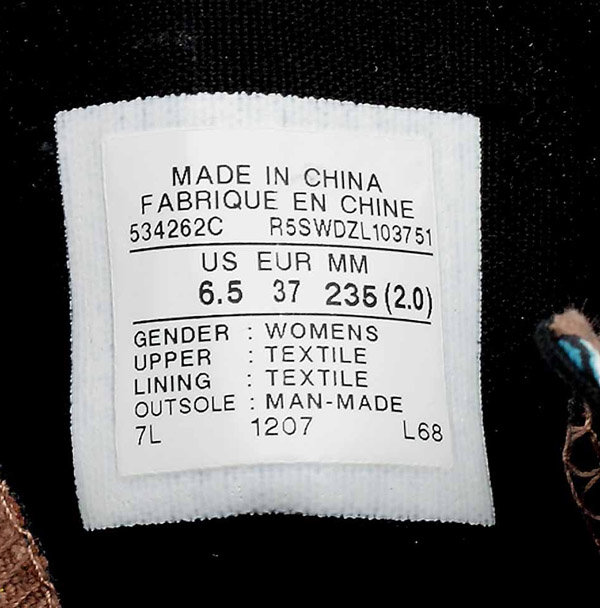 MADE IN CHINA
FABRIQUE EN CHINE
534262C R5SWDZL103751
US EUR MM
6.5 37 235 (2.0)
GENDER : WOMENS
UPPER : TEXTILE
LINING : TEXTILE
OUTSOLE : MAN-MADE
7L 1207 L68